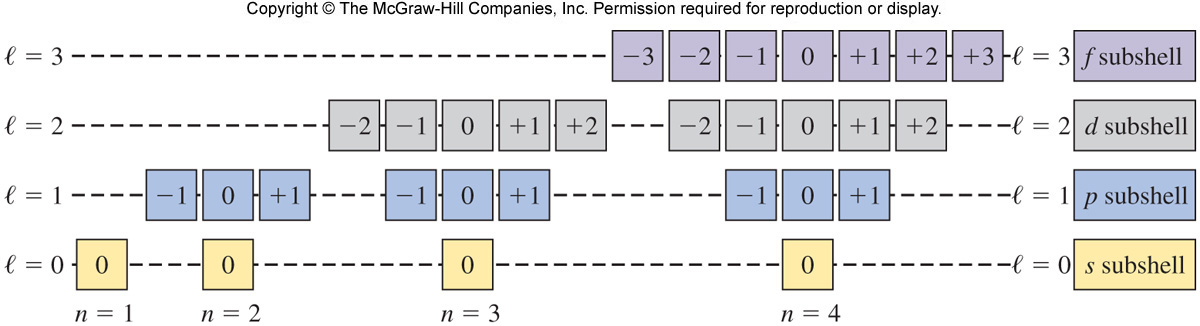 Copyright © The McGraw-Hill Companies, Inc. Permission required for reproduction or display.
ℓ = 3 −3 −2 −1 0 +1 +2 +3 ℓ = 3 f subshell
ℓ = 2 −2 −1 0 +1 +2 −2 −1 0 +1 +2 ℓ = 2 d subshell
ℓ = 1 −1 0 +1 −1 0 +1 −1 0 +1 ℓ = 1 p subshell
ℓ = 0 0 0 0 0 ℓ = 0 s subshell
n = 1 n = 2 n = 3 n = 4